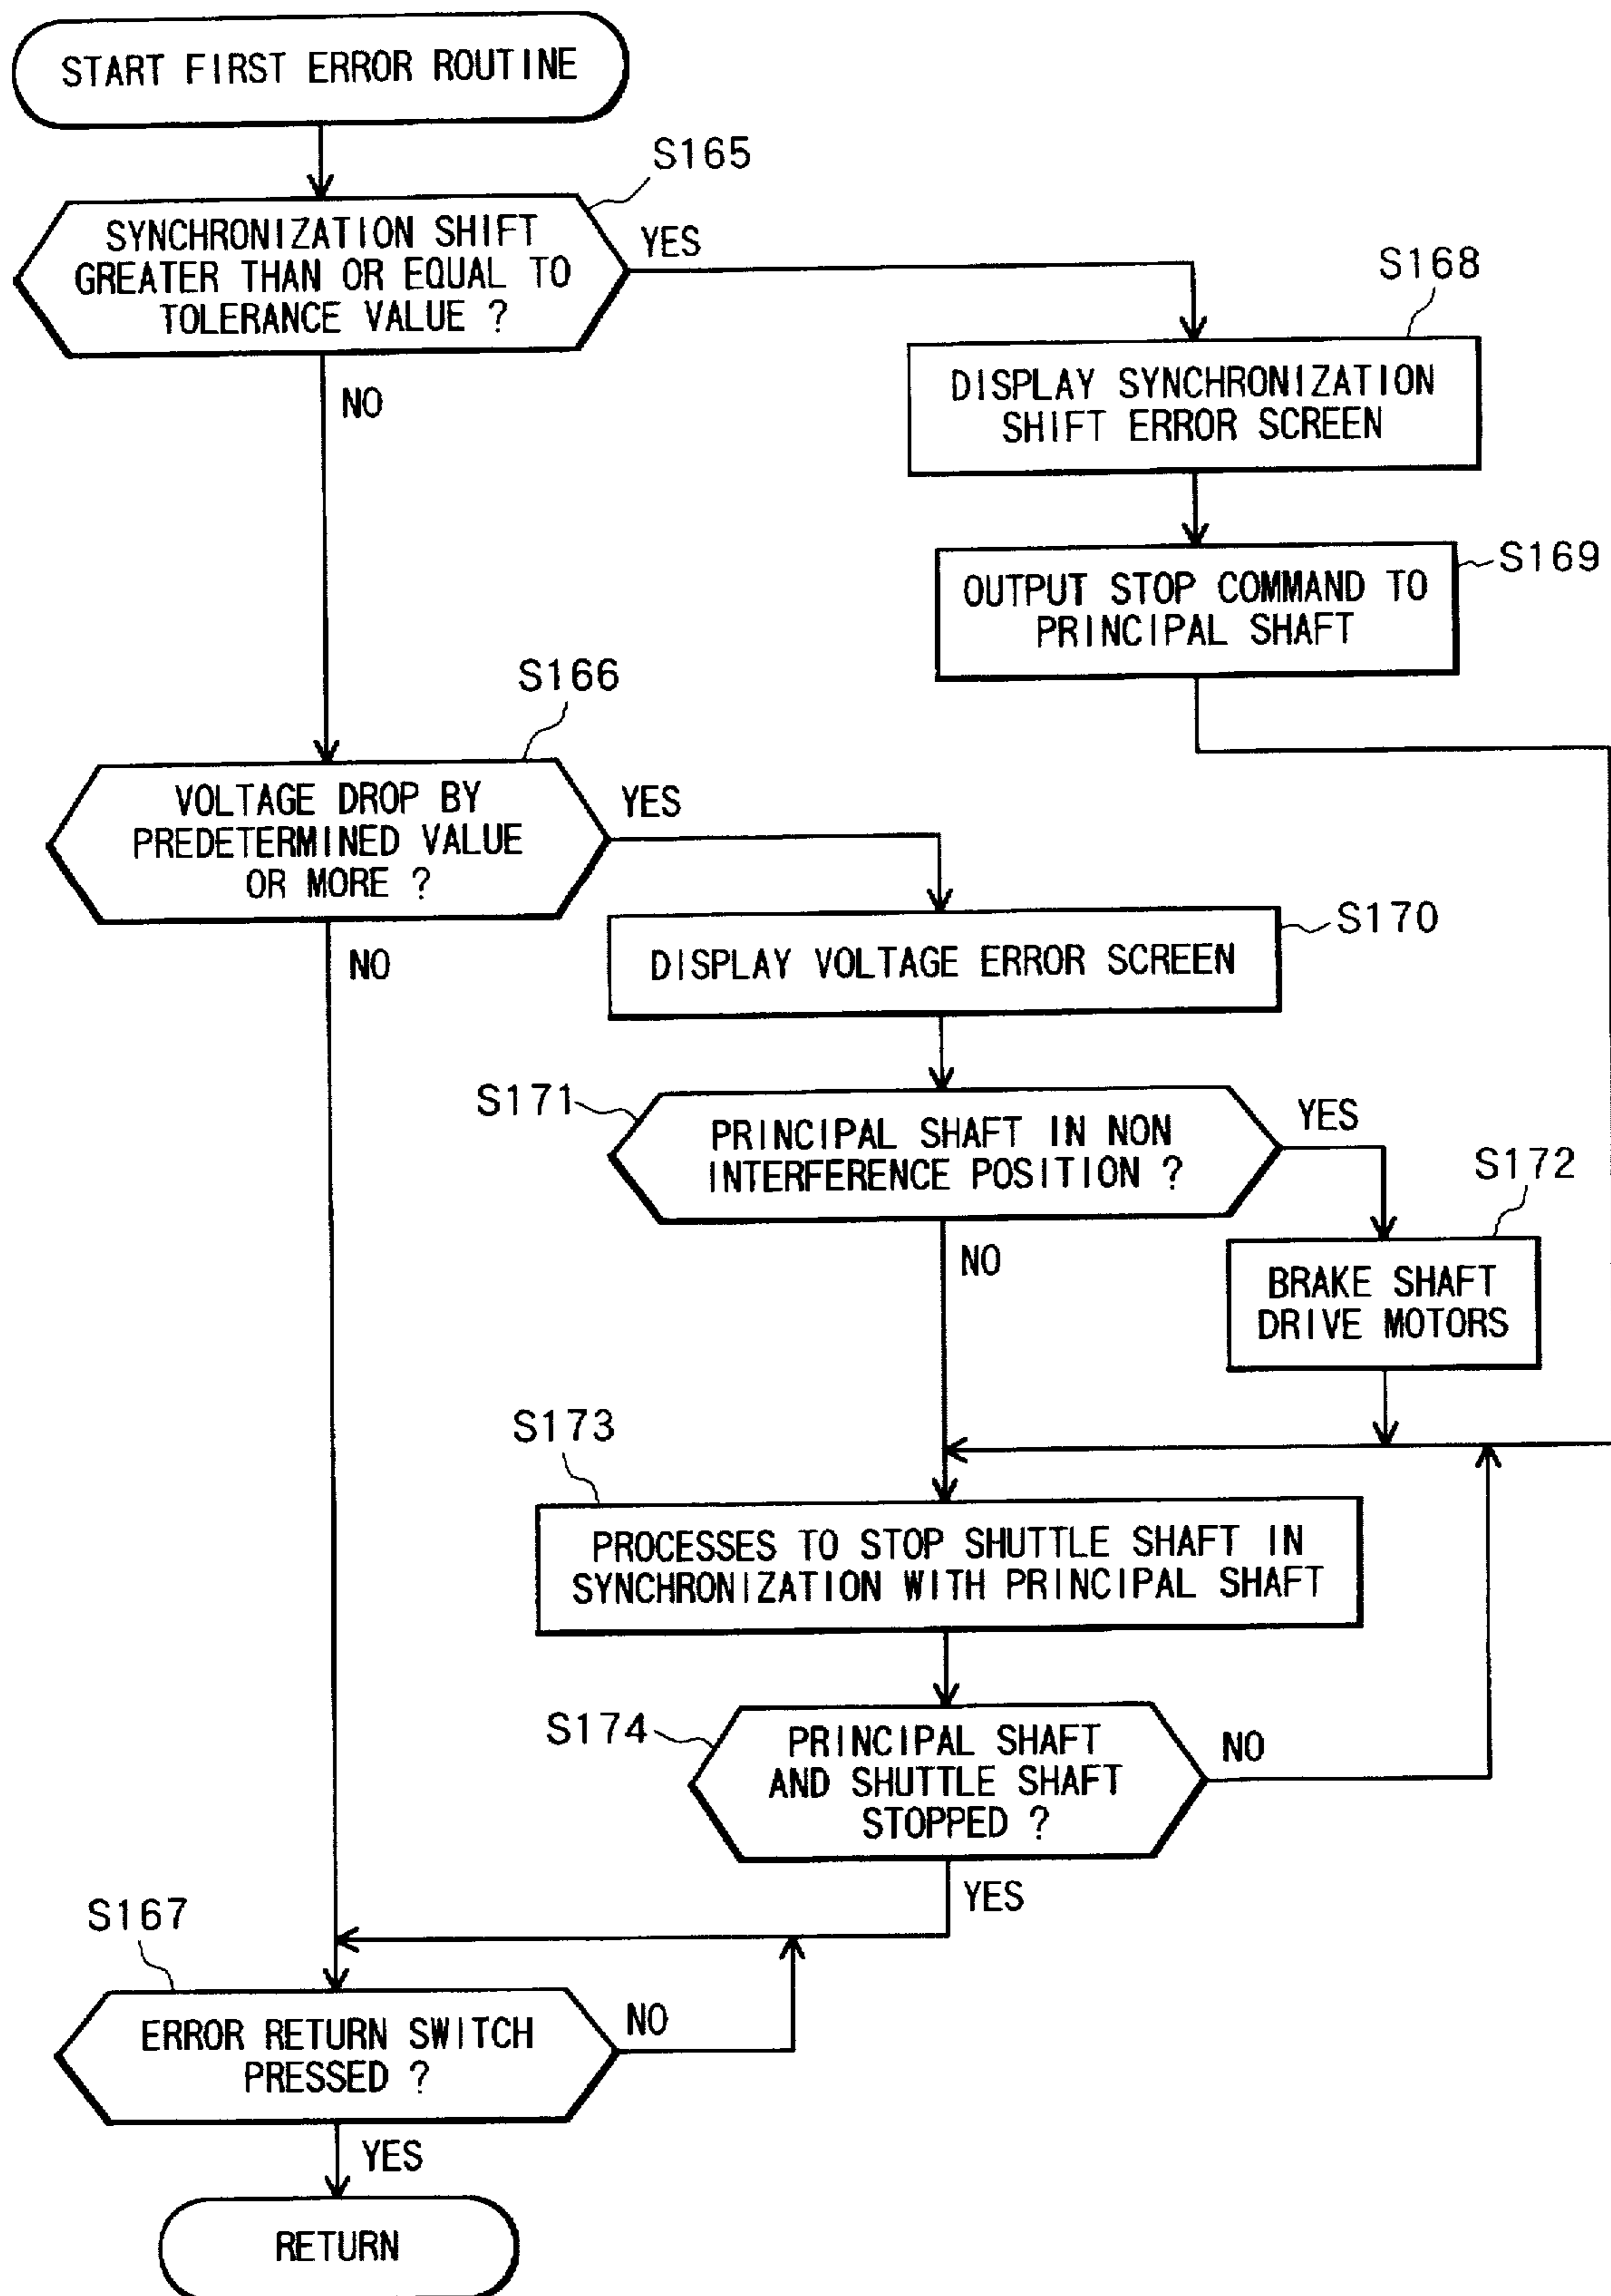 START FIRST ERROR ROUTINE
S165
SYNCHRONIZATION SHIFT
GREATER THAN OR EQUAL TO
TOLERANCE VALUE ?
YES
NO
S168
DISPLAY SYNCHRONIZATION
SHIFT ERROR SCREEN
S169
OUTPUT STOP COMMAND TO
PRINCIPAL SHAFT
S166
VOLTAGE DROP BY
PREDETERMINED VALUE
OR MORE ?
YES
NO
S170
DISPLAY VOLTAGE ERROR SCREEN
S171
PRINCIPAL SHAFT IN NON
INTERFERENCE POSITION ?
YES
NO
S172
BRAKE SHAFT
DRIVE MOTORS
S173
PROCESSES TO STOP SHUTTLE SHAFT IN
SYNCHRONIZATION WITH PRINCIPAL SHAFT
S174
PRINCIPAL SHAFT
AND SHUTTLE SHAFT
STOPPED ?
NO
YES
S167
ERROR RETURN SWITCH
PRESSED ?
NO
YES
RETURN